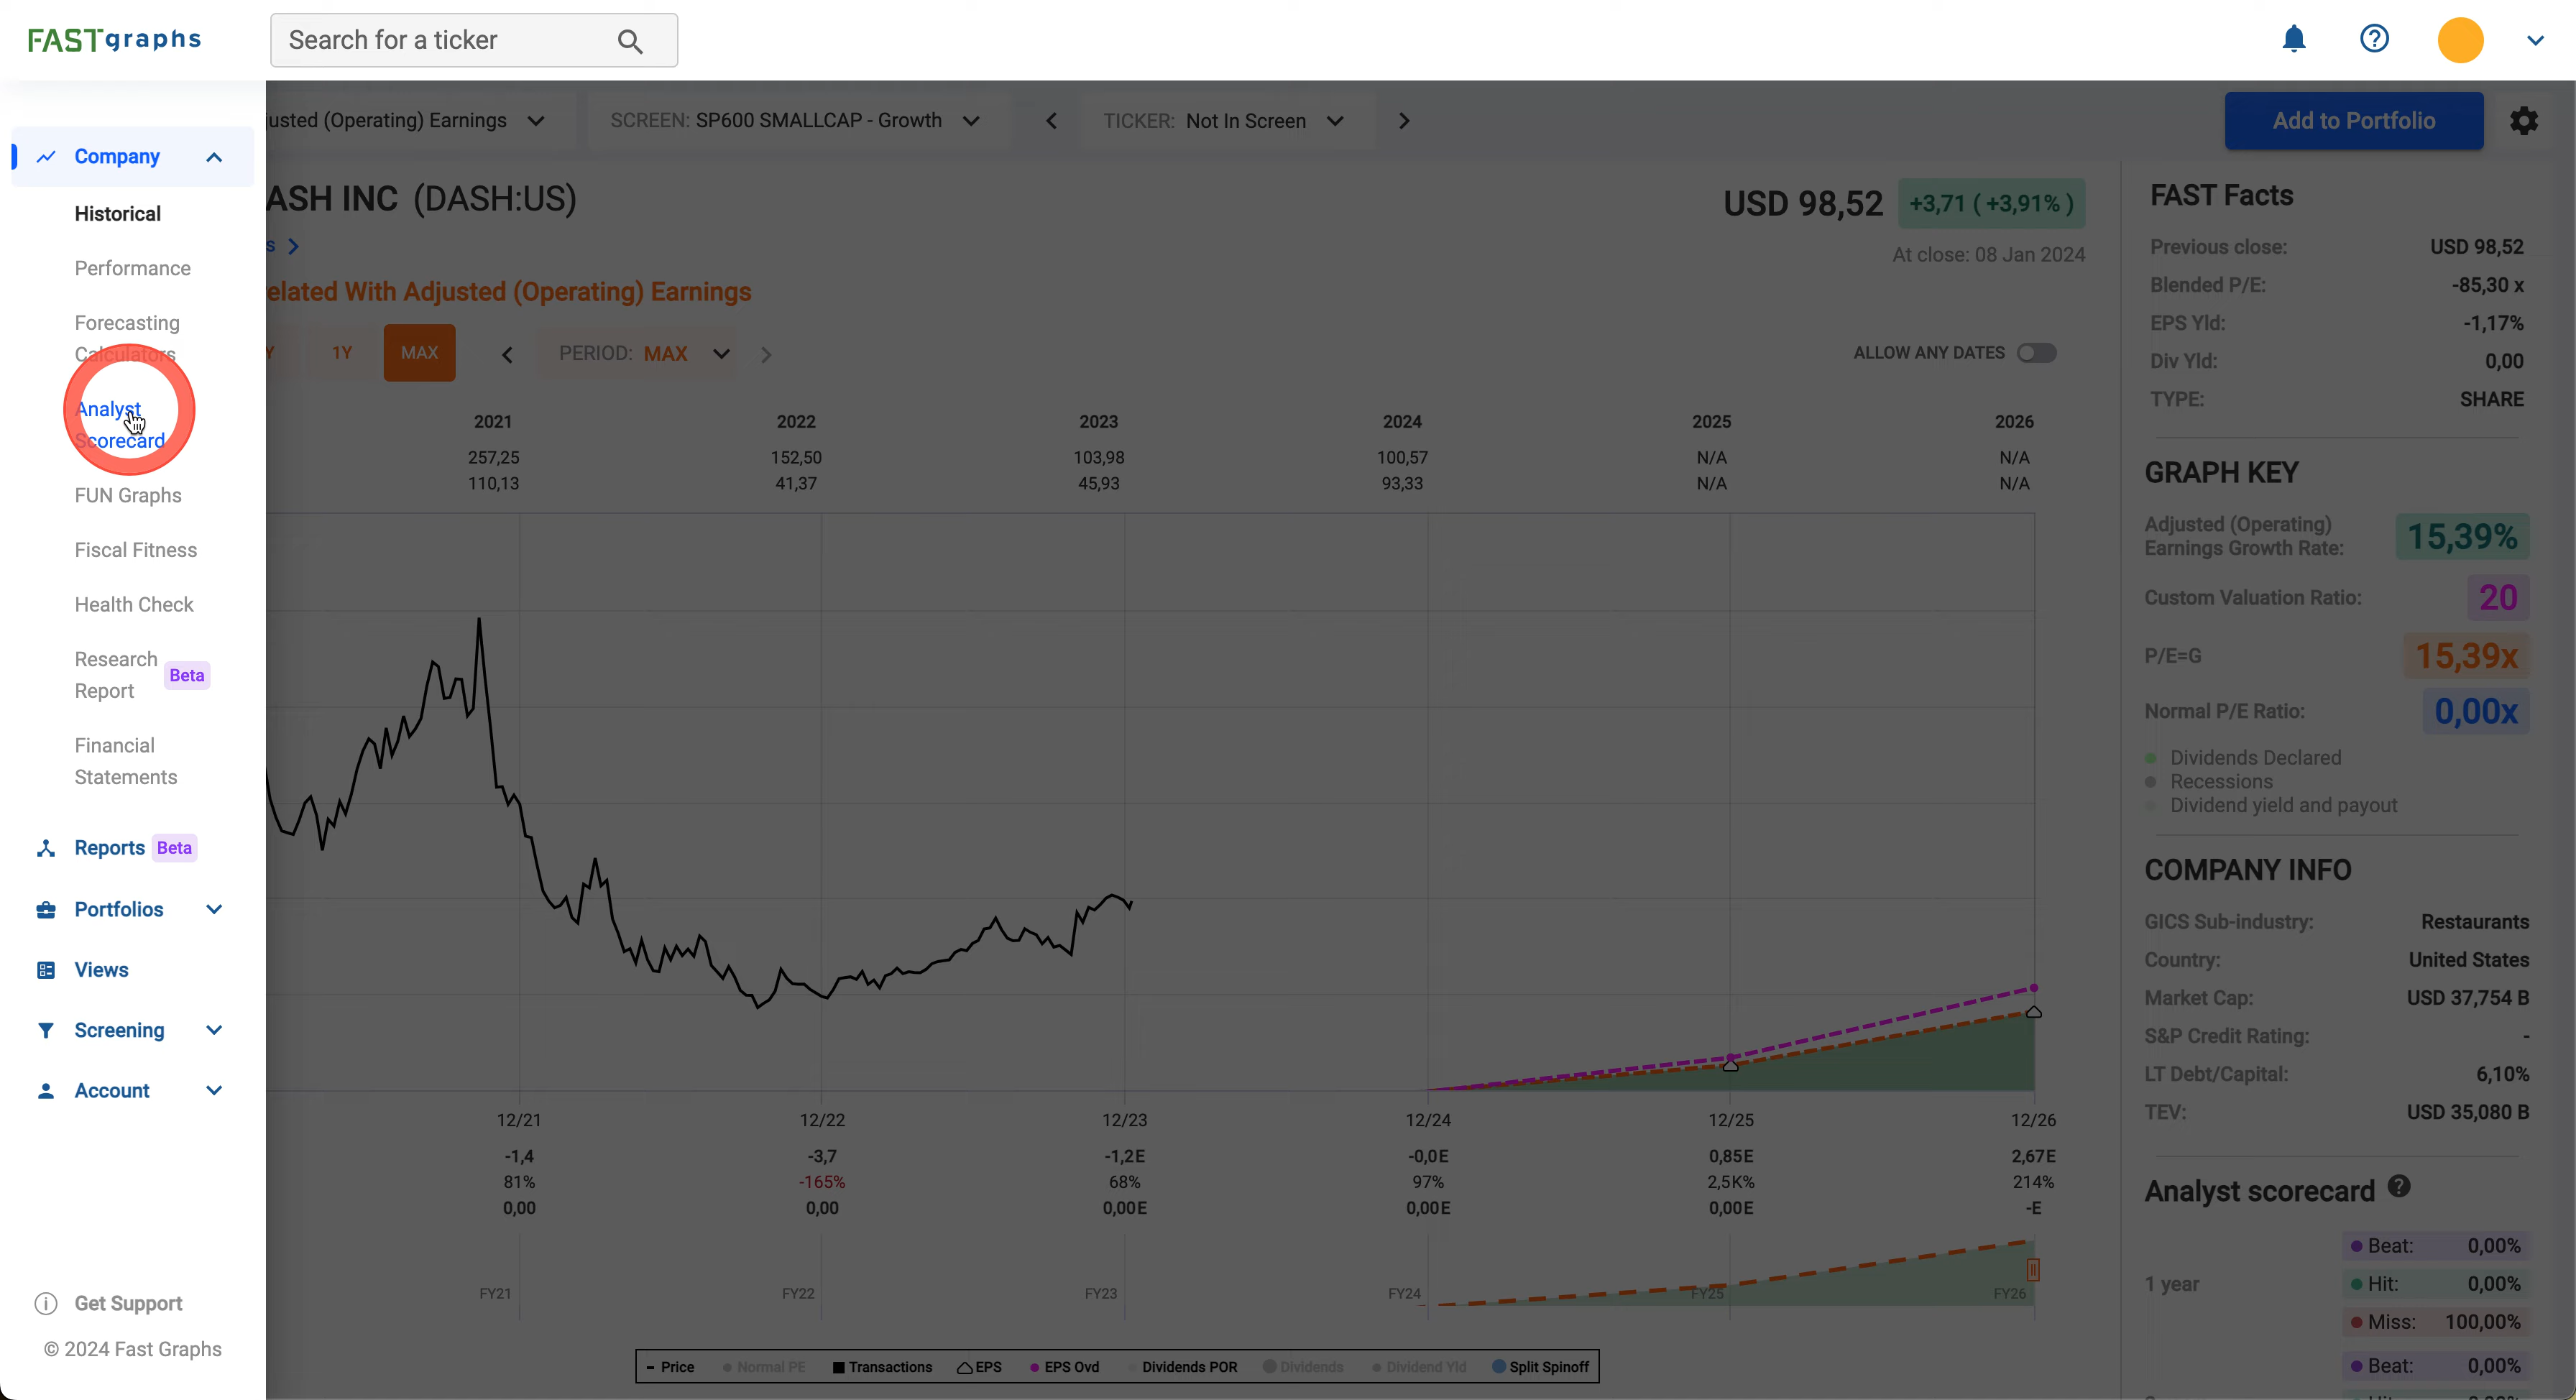 FASTgraphs
Search for a ticker
Company
Historical
Performance
Forecasting
Calculators
Analyst
Scorecard
FUN Graphs
Fiscal Fitness
Health Check
Research
Report
Beta
Financial
Statements
Reports Beta
Portfolios
Views
Screening
Account
Get Support
© 2024 Fast Graphs
usted (Operating) Earnings
SCREEN: SP600 SMALLCAP - Growth
TICKER: Not In Screen
Add to Portfolio
ASH INC (DASH:US)
s
USD 98,52 +3,71 ( +3,91% )
At close: 08 Jan 2024
elated With Adjusted (Operating) Earnings
Y 1Y MAX
PERIOD: MAX
ALLOW ANY DATES
2021 2022 2023 2024 2025 2026
257,25 152,50 103,98 100,57 N/A N/A
110,13 41,37 45,93 93,33 N/A N/A
12/21 12/22 12/23 12/24 12/25 12/26
-1,4 -3,7 -1,2E -0,0E 0,85E 2,67E
81% -165% 68% 97% 2,5K% 214%
0,00 0,00 0,00E 0,00E 0,00E -E
FY21 FY22 FY23 FY24 FY25 FY26
Price Normal PE Transactions EPS EPS Ovd Dividends POR Dividends Dividend Yld Split Spinoff
FAST Facts
Previous close: USD 98,52
Blended P/E: -85,30 x
EPS Yld: -1,17%
Div Yld: 0,00
TYPE: SHARE
GRAPH KEY
Adjusted (Operating)
Earnings Growth Rate: 15,39%
Custom Valuation Ratio: 20
P/E=G 15,39x
Normal P/E Ratio: 0,00x
Dividends Declared
Recessions
Dividend yield and payout
COMPANY INFO
GICS Sub-industry: Restaurants
Country: United States
Market Cap: USD 37,754 B
S&P Credit Rating: -
LT Debt/Capital: 6,10%
TEV: USD 35,080 B
Analyst scorecard
Beat: 0,00%
1 year Hit: 0,00%
Miss: 100,00%
Beat: 0,00%